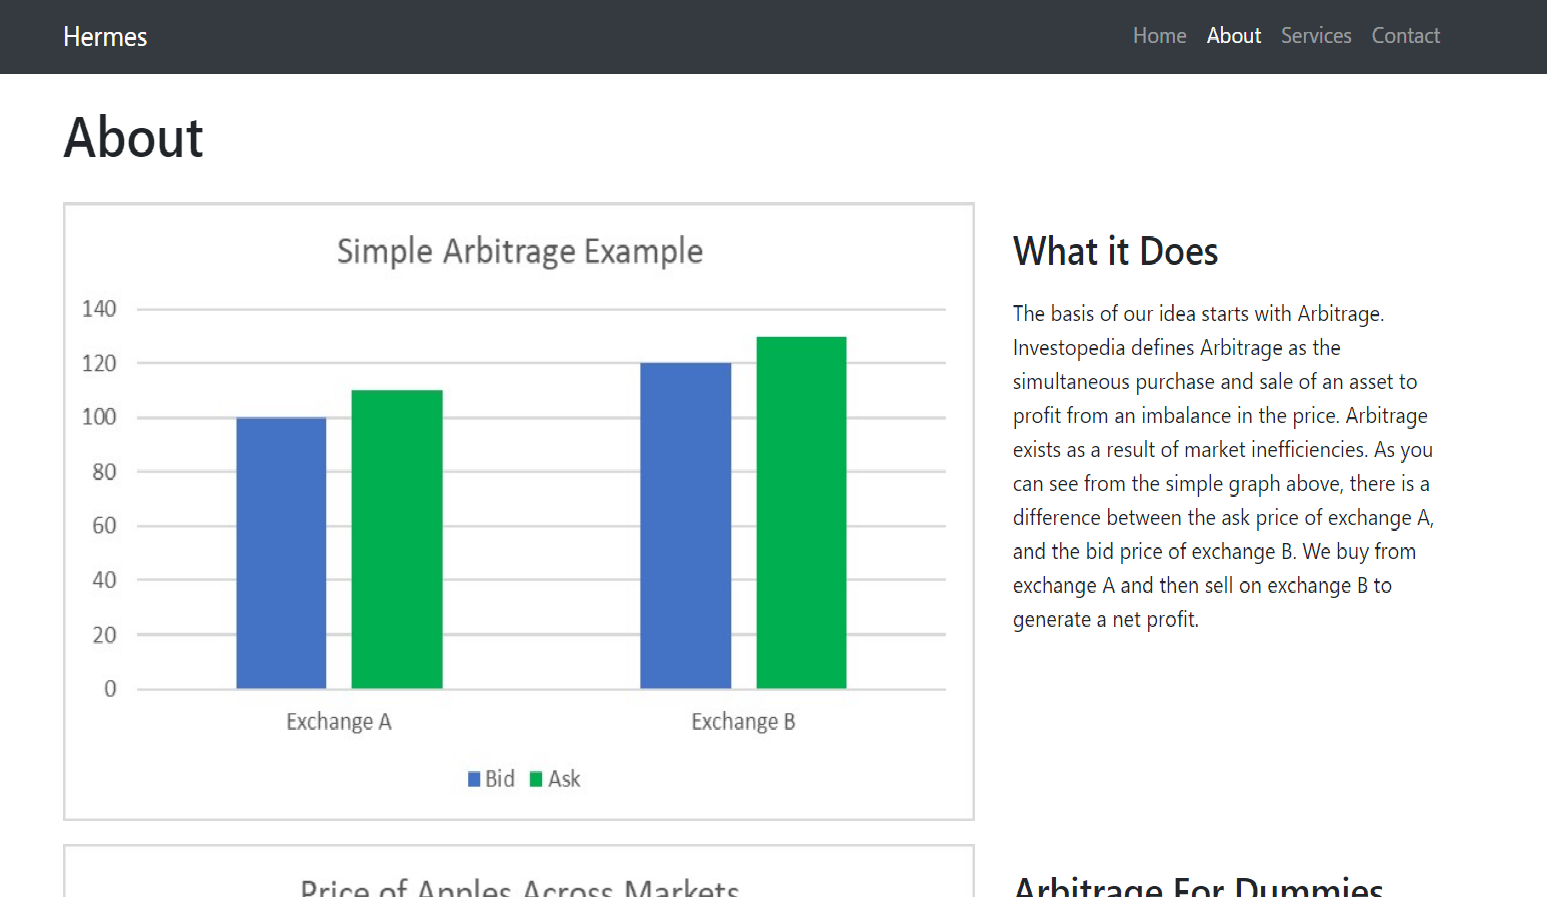 Hermes
Home About Services Contact
About
Simple Arbitrage Example
140
120
100
80
60
40
20
0
Exchange A Exchange B
Bid Ask
What it Does
The basis of our idea starts with Arbitrage.
Investopedia defines Arbitrage as the
simultaneous purchase and sale of an asset to
profit from an imbalance in the price. Arbitrage
exists as a result of market inefficiencies. As you
can see from the simple graph above, there is a
difference between the ask price of exchange A,
and the bid price of exchange B. We buy from
exchange A and then sell on exchange B to
generate a net profit.
Price of Apples Across Markets
Arbitrage For Dummies